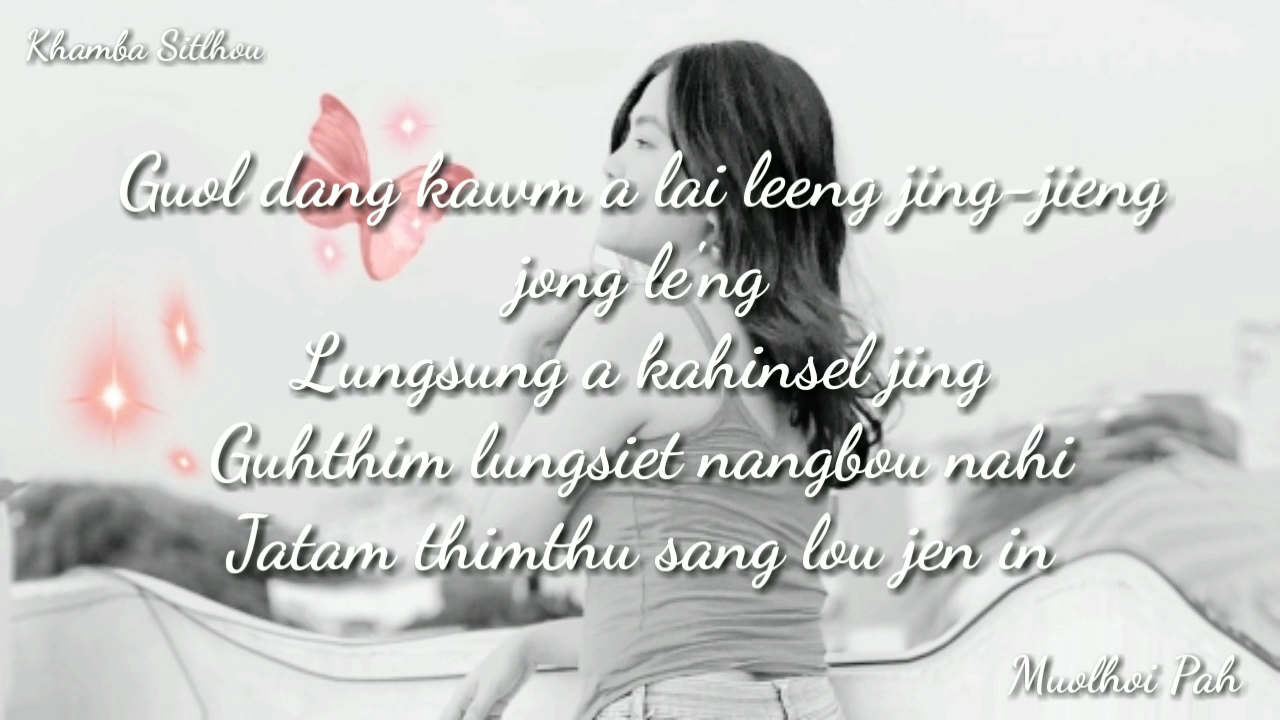 Khamba Sitlhou
Guol dang kawm a lai leeng jing-jieng
jong le'ng
Lungsung a kahinsel jing
Guhthim lungsiet nangbou nahi
Jatam thimthu sang lou jen in
Muolhoi Pah